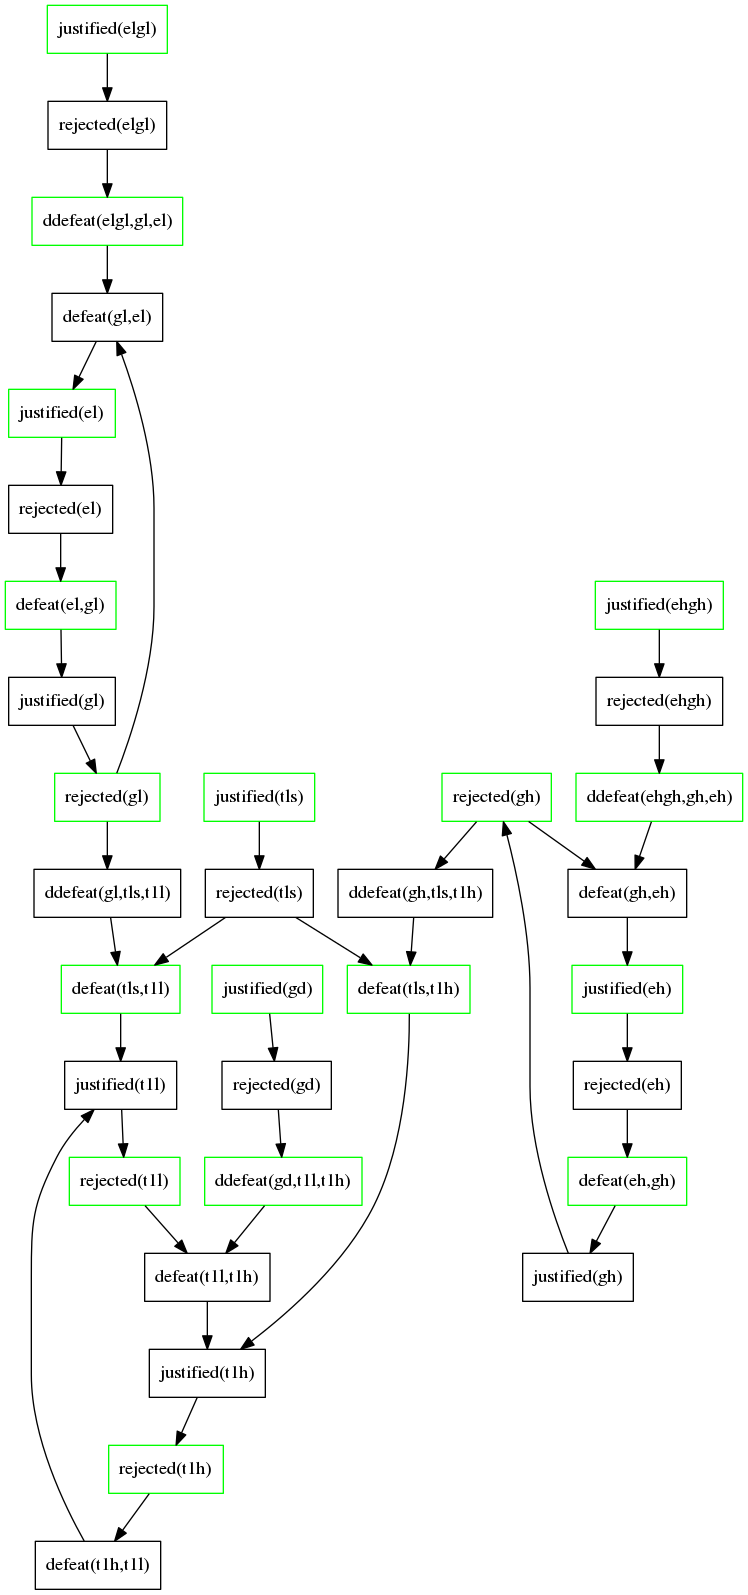 justified(elgl)
rejected(elgl)
ddefeat(elgl,gl,el)
defeat(gl,el)
justified(el)
rejected(el)
defeat(el,gl)
justified(ehgh)
justified(gl)
rejected(ehgh)
rejected(gl)
justified(tls)
rejected(gh)
ddefeat(ehgh,gh,eh)
ddefeat(gl,tls,t1l)
rejected(tls)
ddefeat(gh,tls,t1h)
defeat(gh,eh)
defeat(tls,t1l)
justified(gd)
defeat(tls,t1h)
justified(eh)
justified(t1l)
rejected(gd)
rejected(eh)
rejected(t1l)
ddefeat(gd,t1l,t1h)
defeat(eh,gh)
defeat(t1l,t1h)
justified(gh)
justified(t1h)
rejected(t1h)
defeat(t1h,t1l)